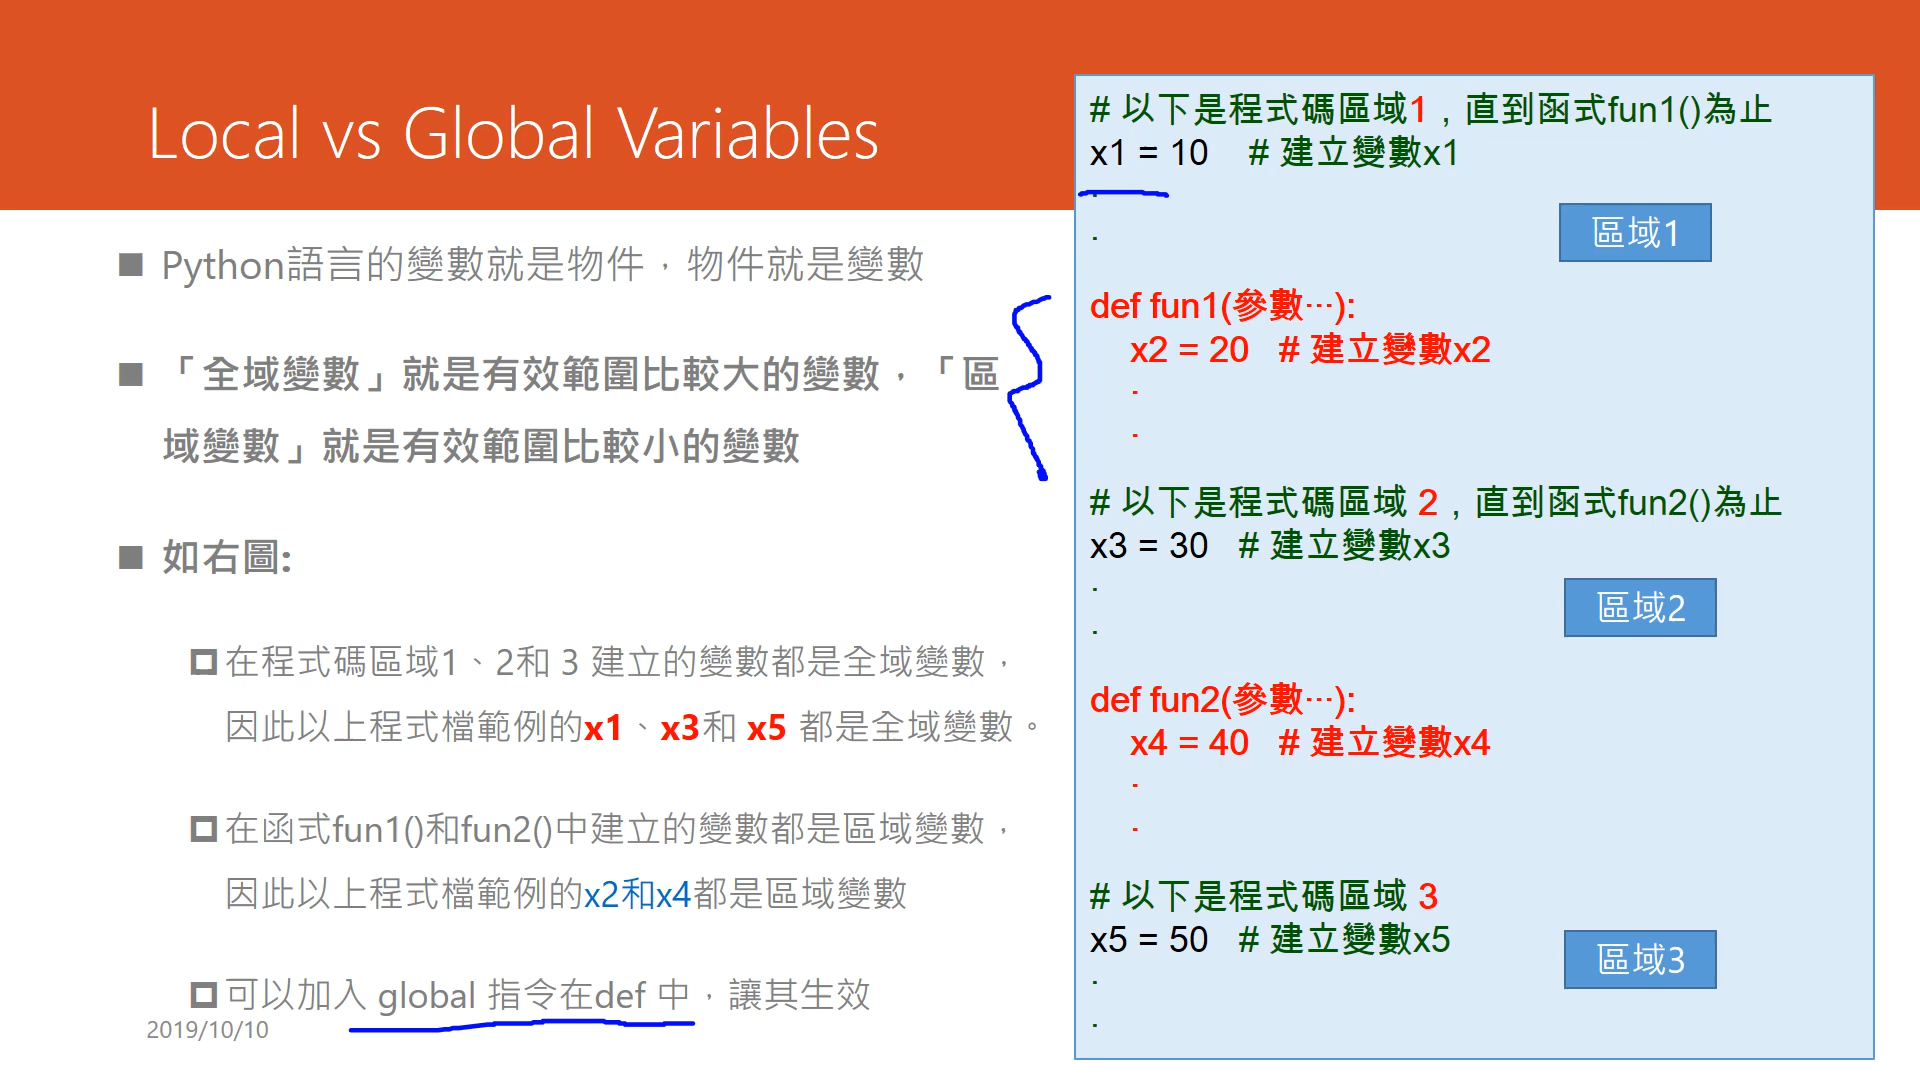 Local vs Global Variables
Python語言的變數就是物件，物件就是變數
「全域變數」就是有效範圍比較大的變數，「區
域變數」就是有效範圍比較小的變數
如右圖:
在程式碼區域1、2和 3 建立的變數都是全域變數，
因此以上程式檔範例的x1、x3和 x5 都是全域變數。
在函式fun1()和fun2()中建立的變數都是區域變數，
因此以上程式檔範例的x2和x4都是區域變數
可以加入 global 指令在def 中，讓其生效
2019/10/10
# 以下是程式碼區域1，直到函式fun1()為止
x1 = 10 # 建立變數x1
.
.
區域1
def fun1(參數…):
x2 = 20 # 建立變數x2
.
.
# 以下是程式碼區域 2，直到函式fun2()為止
x3 = 30 # 建立變數x3
.
.
區域2
def fun2(參數…):
x4 = 40 # 建立變數x4
.
.
# 以下是程式碼區域 3
x5 = 50 # 建立變數x5
.
.
區域3